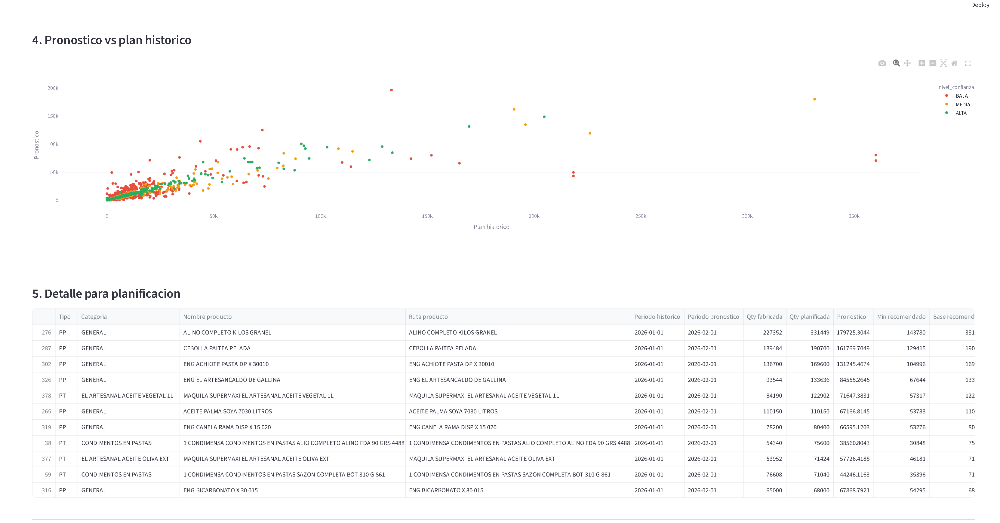 Deploy
4. Pronostico vs plan historico
nivel_confianza
BAJA
MEDIA
ALTA
Pronostico
200k
150k
100k
50k
0
0 50k 100k 150k 200k 250k 300k 350k
Plan historico
5. Detalle para planificacion
Tipo Categoria Nombre producto Ruta producto Periodo historico Periodo pronostico Qty fabricada Qty planificada Pronostico Min recomendado Base recomend
276 PP GENERAL ALINO COMPLETO KILOS GRANEL ALINO COMPLETO KILOS GRANEL 2026-01-01 2026-02-01 227352 331449 179725.3044 143780 331
287 PP GENERAL CEBOLLA PAITEA PELADA CEBOLLA PAITEA PELADA 2026-01-01 2026-02-01 139484 190700 161769.7049 129415 190
302 PP GENERAL ENG ACHIOTE PASTA DP X 30010 ENG ACHIOTE PASTA DP X 30010 2026-01-01 2026-02-01 136700 169600 131245.4674 104996 169
326 PP GENERAL ENG EL ARTESANCALDO DE GALLINA ENG EL ARTESANCALDO DE GALLINA 2026-01-01 2026-02-01 93544 133636 84555.2645 67644 133
378 PT EL ARTESANAL ACEITE VEGETAL 1L MAQUILA SUPERMAXI EL ARTESANAL ACEITE VEGETAL 1L MAQUILA SUPERMAXI EL ARTESANAL ACEITE VEGETAL 1L 2026-01-01 2026-02-01 84190 122902 71647.3831 57317 122
265 PP GENERAL ACEITE PALMA SOYA 7030 LITROS ACEITE PALMA SOYA 7030 LITROS 2026-01-01 2026-02-01 110150 110150 67166.8145 53733 110
319 PP GENERAL ENG CANELA RAMA DISP X 15 020 ENG CANELA RAMA DISP X 15 020 2026-01-01 2026-02-01 78200 80400 66595.1203 53276 80
38 PT CONDIMENTOS EN PASTAS 1 CONDIMENSA CONDIMENTOS EN PASTAS ALIO COMPLETO ALINO FDA 90 GRS 4488 1 CONDIMENSA CONDIMENTOS EN PASTAS ALIO COMPLETO ALINO FDA 90 GRS 4488 2026-01-01 2026-02-01 54340 75600 38560.8043 30848 75
377 PT EL ARTESANAL ACEITE OLIVA EXT MAQUILA SUPERMAXI EL ARTESANAL ACEITE OLIVA EXT MAQUILA SUPERMAXI EL ARTESANAL ACEITE OLIVA EXT 2026-01-01 2026-02-01 53952 71424 57726.4188 46181 71
59 PT CONDIMENTOS EN PASTAS 1 CONDIMENSA CONDIMENTOS EN PASTAS SAZON COMPLETA BOT 310 G 861 1 CONDIMENSA CONDIMENTOS EN PASTAS SAZON COMPLETA BOT 310 G 861 2026-01-01 2026-02-01 76608 71040 44246.1163 35396 71
315 PP GENERAL ENG BICARBONATO X 30 015 ENG BICARBONATO X 30 015 2026-01-01 2026-02-01 65000 68000 67868.7921 54295 68